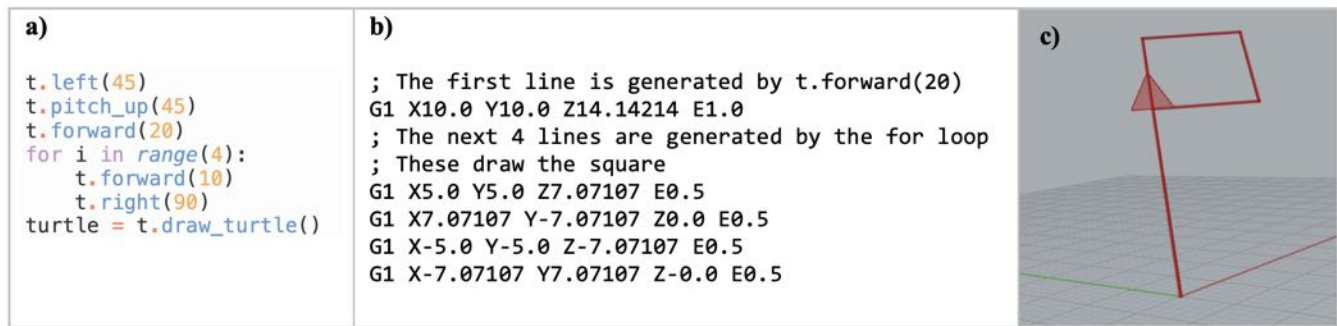 a)
t.left(45)
t.pitch_up(45)
t.forward(20)
for i in range(4):
    t.forward(10)
    t.right(90)
turtle = t.draw_turtle()
b)
; The first line is generated by t.forward(20)
G1 X10.0 Y10.0 Z14.14214 E1.0
; The next 4 lines are generated by the for loop
; These draw the square
G1 X5.0 Y5.0 Z7.07107 E0.5
G1 X7.07107 Y-7.07107 Z0.0 E0.5
G1 X-5.0 Y-5.0 Z-7.07107 E0.5
G1 X-7.07107 Y7.07107 Z-0.0 E0.5
c)